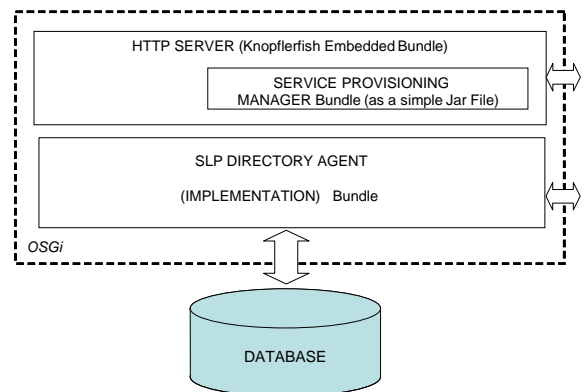 HTTP SERVER (Knopflerfish Embedded Bundle)
SERVICE PROVISIONING
MANAGER Bundle (as a simple Jar File)
SLP DIRECTORY AGENT
(IMPLEMENTATION) Bundle
OSGi
DATABASE